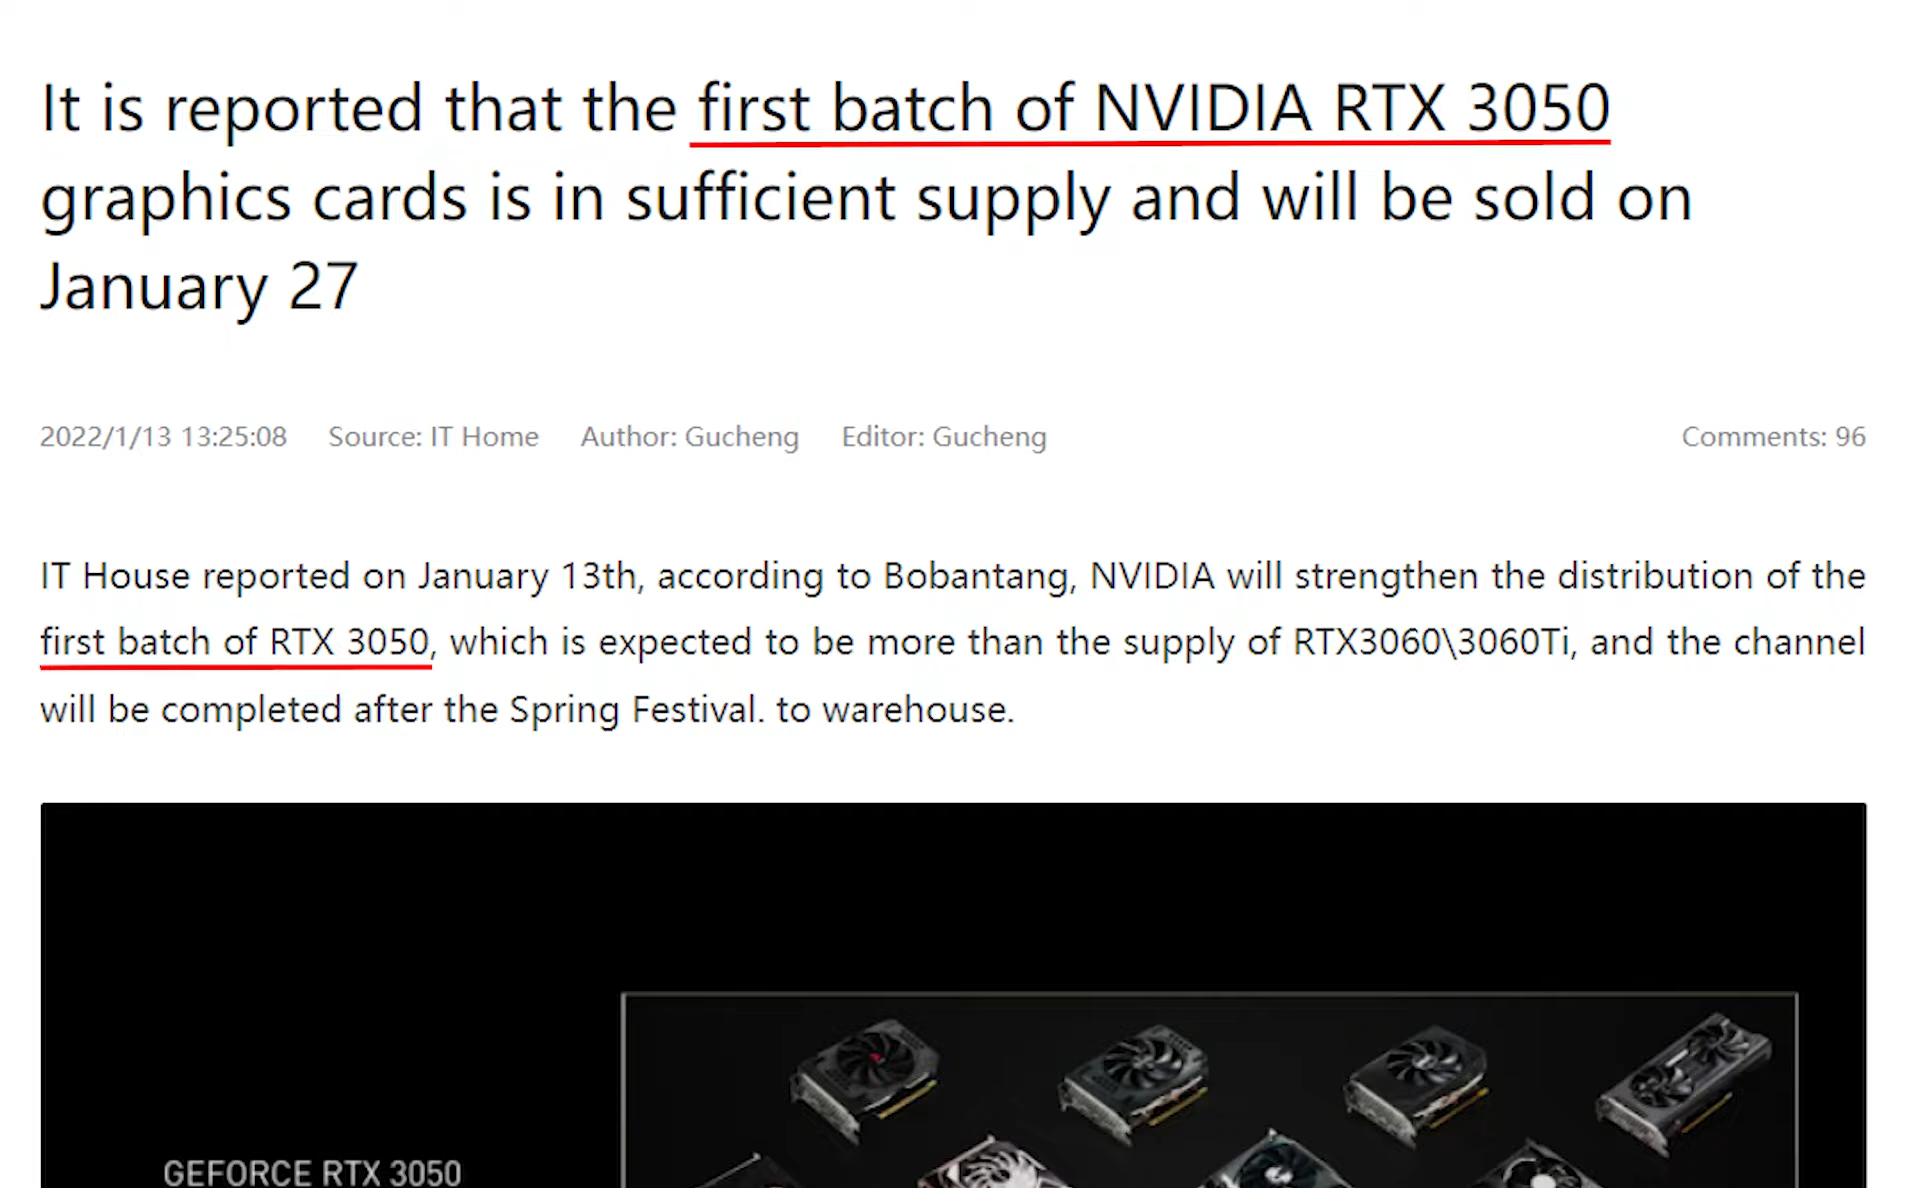 It is reported that the first batch of NVIDIA RTX 3050
graphics cards is in sufficient supply and will be sold on
January 27
2022/1/13 13:25:08 Source: IT Home Author: Gucheng Editor: Gucheng Comments: 96
IT House reported on January 13th, according to Bobantang, NVIDIA will strengthen the distribution of the
first batch of RTX 3050, which is expected to be more than the supply of RTX3060\3060Ti, and the channel
will be completed after the Spring Festival. to warehouse.
GEFORCE RTX 3050